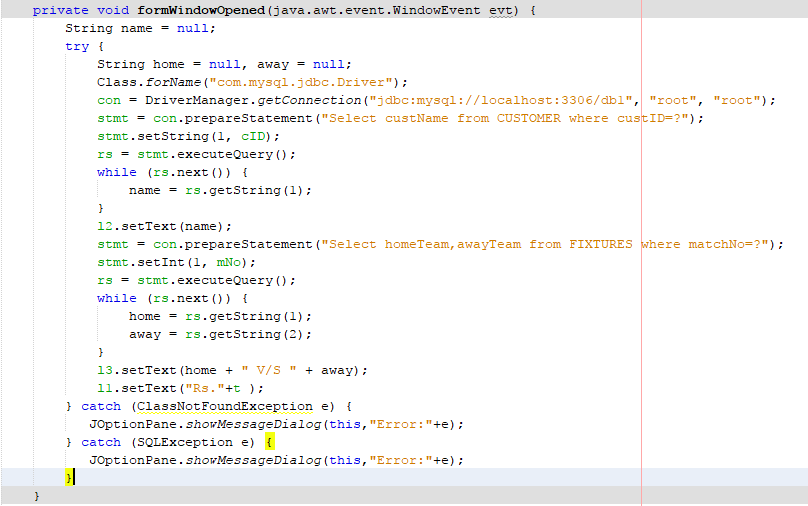 private void formWindowOpened(java.awt.event.WindowEvent evt) {
String name = null;
try {
String home = null, away = null;
Class.forName("com.mysql.jdbc.Driver");
con = DriverManager.getConnection("jdbc:mysql://localhost:3306/db1", "root", "root");
stmt = con.prepareStatement("Select custName from CUSTOMER where custID=?");
stmt.setString(1, cID);
rs = stmt.executeQuery();
while (rs.next()) {
name = rs.getString(1);
}
l2.setText(name);
stmt = con.prepareStatement("Select homeTeam,awayTeam from FIXTURES where matchNo=?");
stmt.setInt(1, mNo);
rs = stmt.executeQuery();
while (rs.next()) {
home = rs.getString(1);
away = rs.getString(2);
}
l3.setText(home + " V/S " + away);
l1.setText("Rs."+t );
} catch (ClassNotFoundException e) {
JOptionPane.showMessageDialog(this,"Error:"+e);
} catch (SQLException e) {
JOptionPane.showMessageDialog(this,"Error:"+e);
}
}